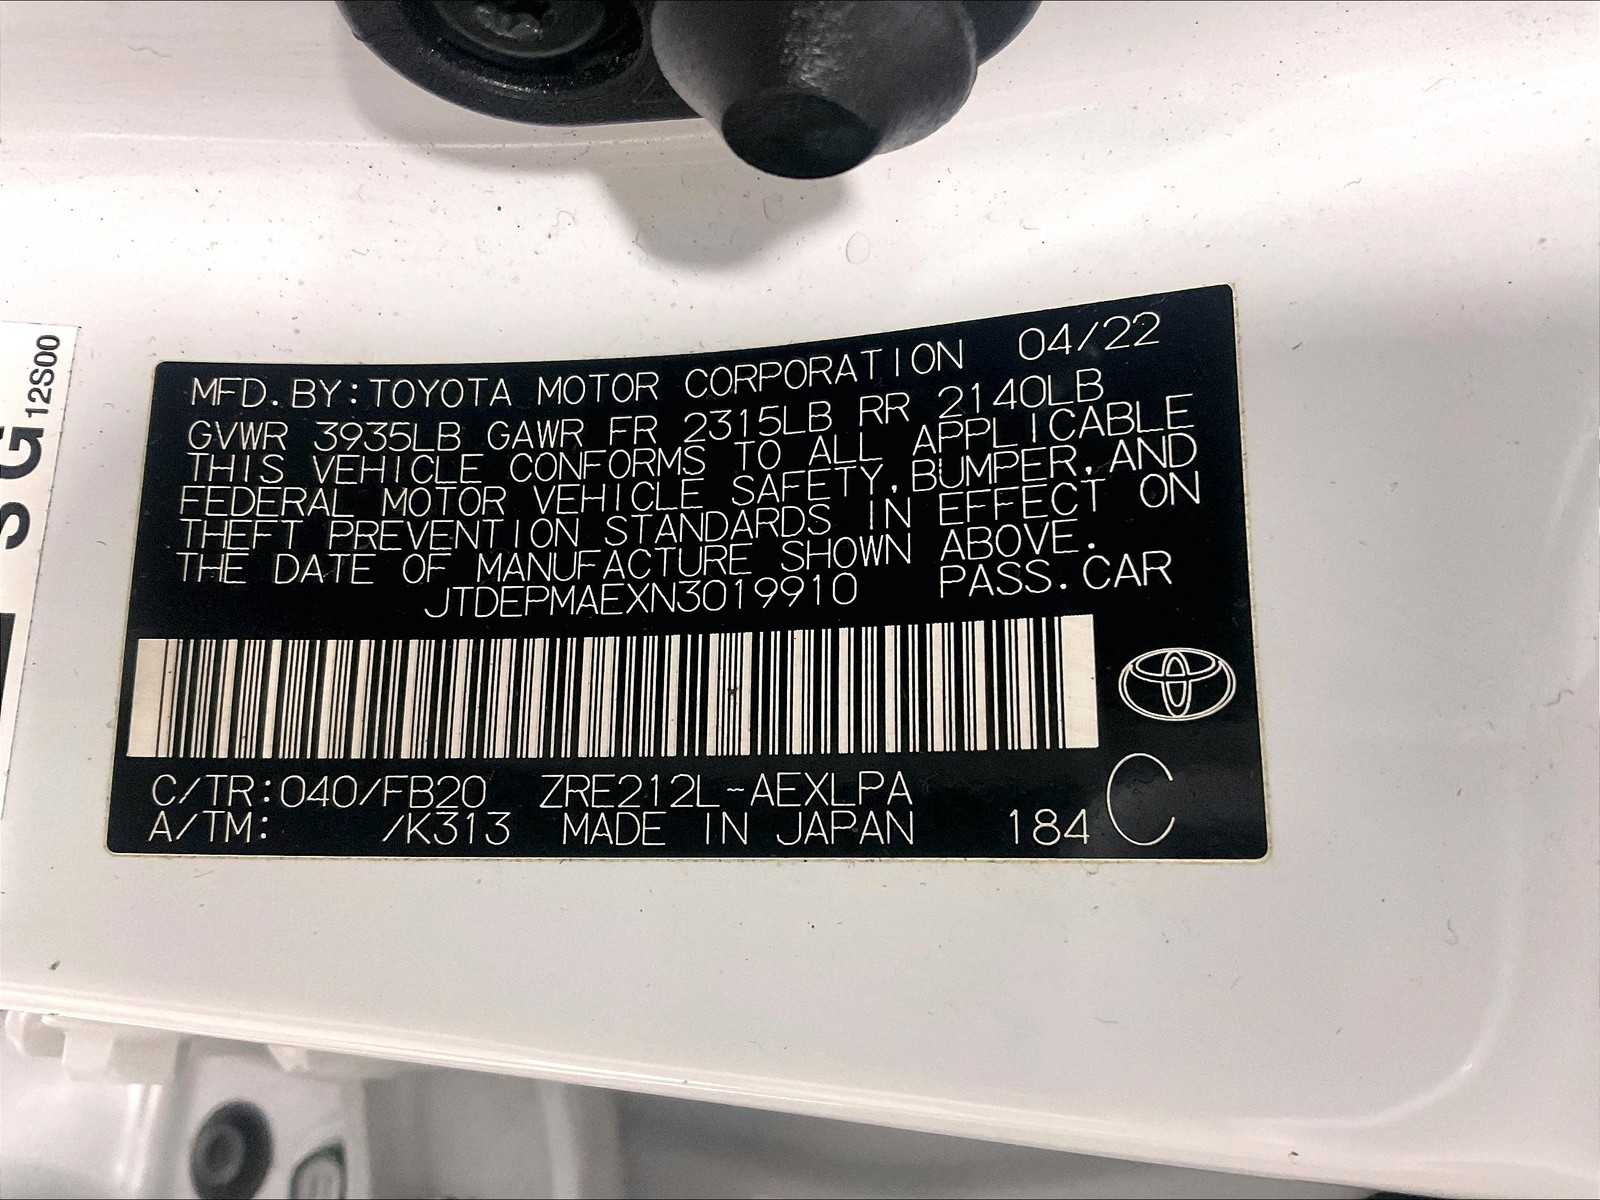 MFD. BY: TOYOTA MOTOR CORPORATION 04/22
GVWR 3935LB GAWR FR 2315LB RR 2140LB
THIS VEHICLE CONFORMS TO ALL APPLICABLE
FEDERAL MOTOR VEHICLE SAFETY, BUMPER, AND
THEFT PREVENTION STANDARDS IN EFFECT ON
THE DATE OF MANUFACTURE SHOWN ABOVE.
JTDEPMAEXN3019910 PASS. CAR
C/TR: 040/FB20 ZRE212L-AEXLPA
A/TM: /K313 MADE IN JAPAN 184 C
12S00